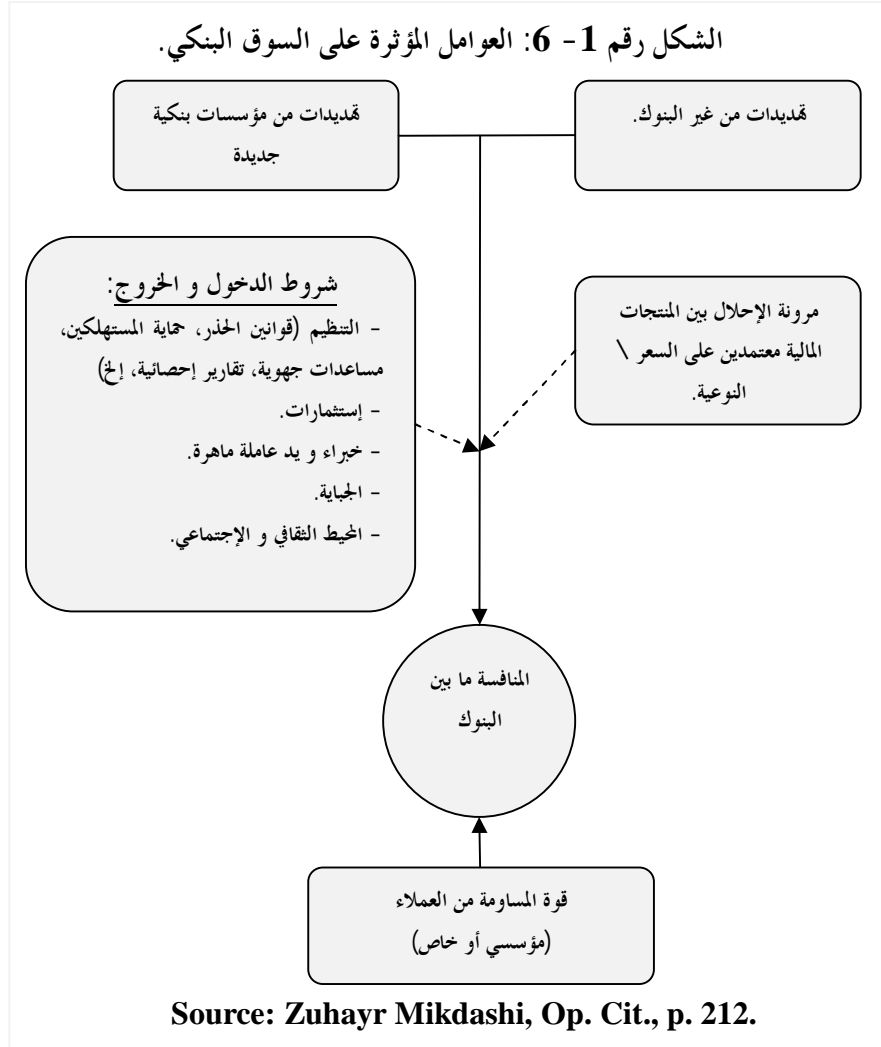 الشكل رقم 1- 6: العوامل المؤثرة على السوق البنكي.
تهديدات من غير البنوك.
تهديدات من مؤسسات بنكية
جديدة
شروط الدخول و الخروج:
- التنظيم (قوانين الحذر، حماية المستهلكين،
مساعدات جهوية، تقارير إحصائية، إلخ)
- إستثمارات.
- خبراء و يد عاملة ماهرة.
- الجباية.
- المحيط الثقافي و الإجتماعي.
مرونة الإحلال بين المنتجات
المالية معتمدين على السعر \
النوعية.
المنافسة ما بين
البنوك
قوة المساومة من العملاء
(مؤسسي أو خاص)
Source: Zuhayr Mikdashi, Op. Cit., p. 212.